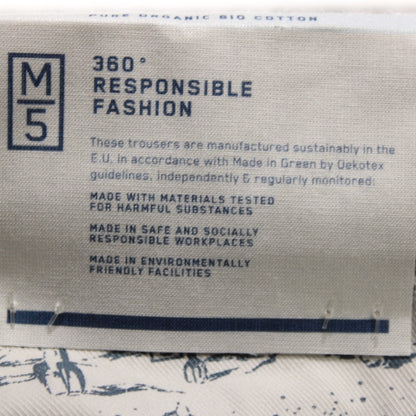 PURE ORGANIC BIO COTTON
M
5
360°
RESPONSIBLE
FASHION
These trousers are manufactured sustainably in the
E.U. in accordance with Made in Green by Oekotex
guidelines, independently & regularly monitored:
MADE WITH MATERIALS TESTED
FOR HARMFUL SUBSTANCES
MADE IN SAFE AND SOCIALLY
RESPONSIBLE WORKPLACES
MADE IN ENVIRONMENTALLY
FRIENDLY FACILITIES